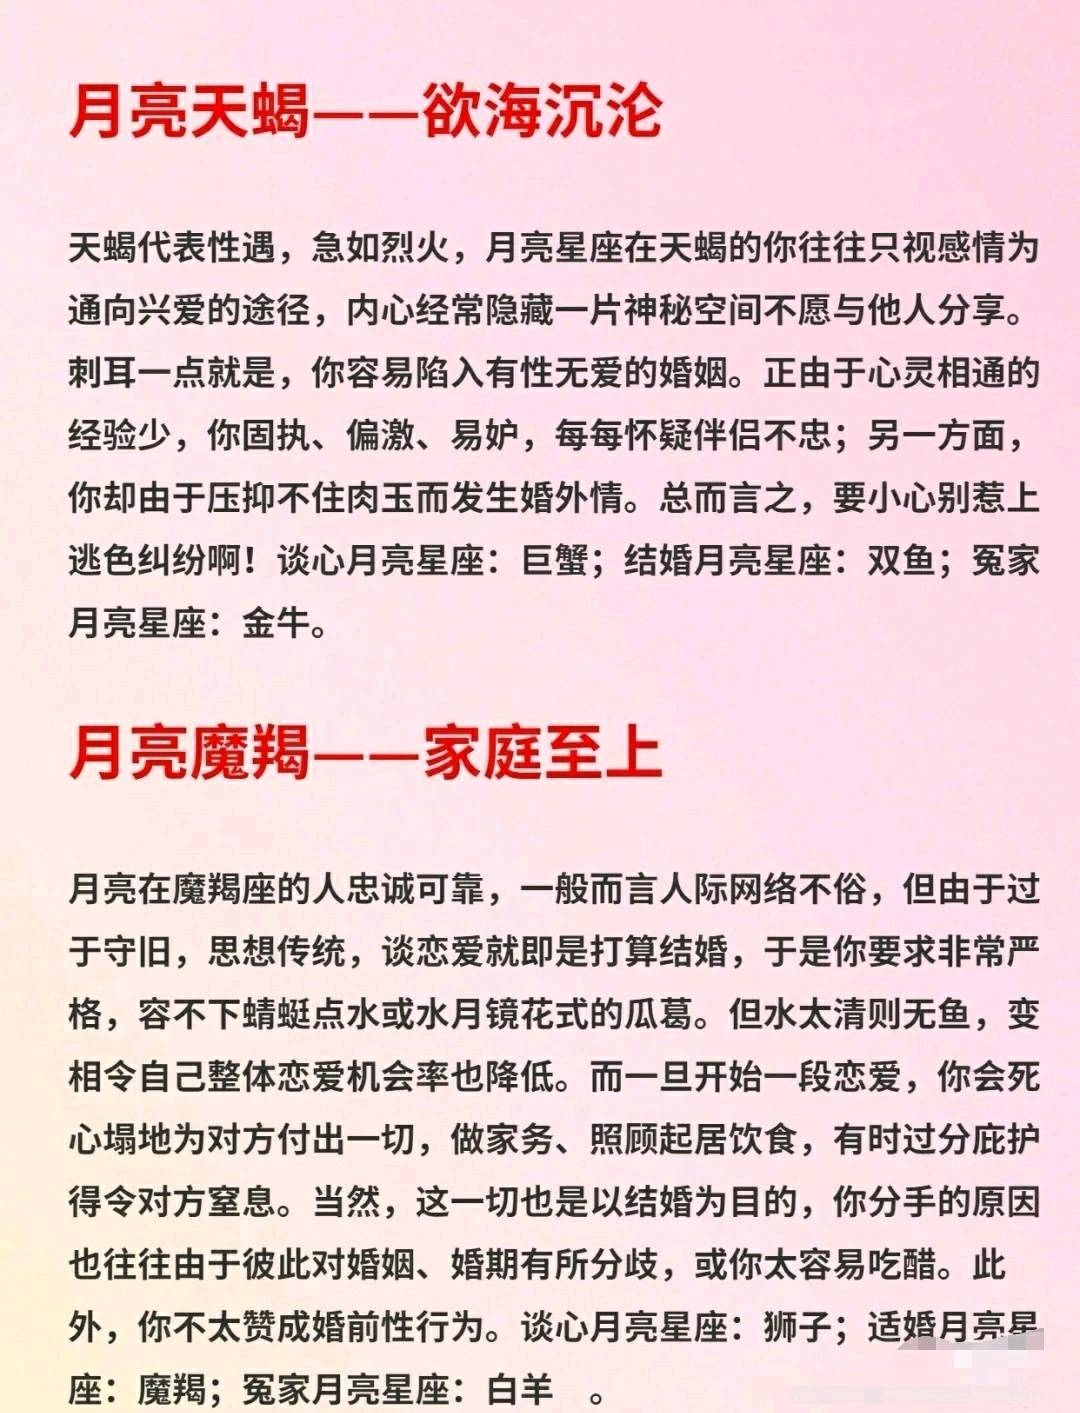 月亮天蝎——欲海沉沦
天蝎代表性遇，急如烈火，月亮星座在天蝎的你往往只视感情为
通向兴爱的途径，内心经常隐藏一片神秘空间不愿与他人分享。
刺耳一点就是，你容易陷入有性无爱的婚姻。正由于心灵相通的
经验少，你固执、偏激、易妒，每每怀疑伴侣不忠；另一方面，
你却由于压抑不住肉玉而发生婚外情。总而言之，要小心别惹上
逃色纠纷啊！谈心月亮星座：巨蟹；结婚月亮星座：双鱼；冤家
月亮星座：金牛。
月亮魔羯——家庭至上
月亮在魔羯座的人忠诚可靠，一般而言人际网络不俗，但由于过
于守旧，思想传统，谈恋爱就即是打算结婚，于是你要求非常严
格，容不下蜻蜓点水或水月镜花式的瓜葛。但水太清则无鱼，变
相令自己整体恋爱机会率也降低。而一旦开始一段恋爱，你会死
心塌地为对方付出一切，做家务、照顾起居饮食，有时过分庇护
得令对方窒息。当然，这一切也是以结婚为目的，你分手的原因
也往往由于彼此对婚姻、婚期有所分歧，或你太容易吃醋。此
外，你不太赞成婚前性行为。谈心月亮星座：狮子；适婚月亮星
座：魔羯；冤家月亮星座：白羊　。